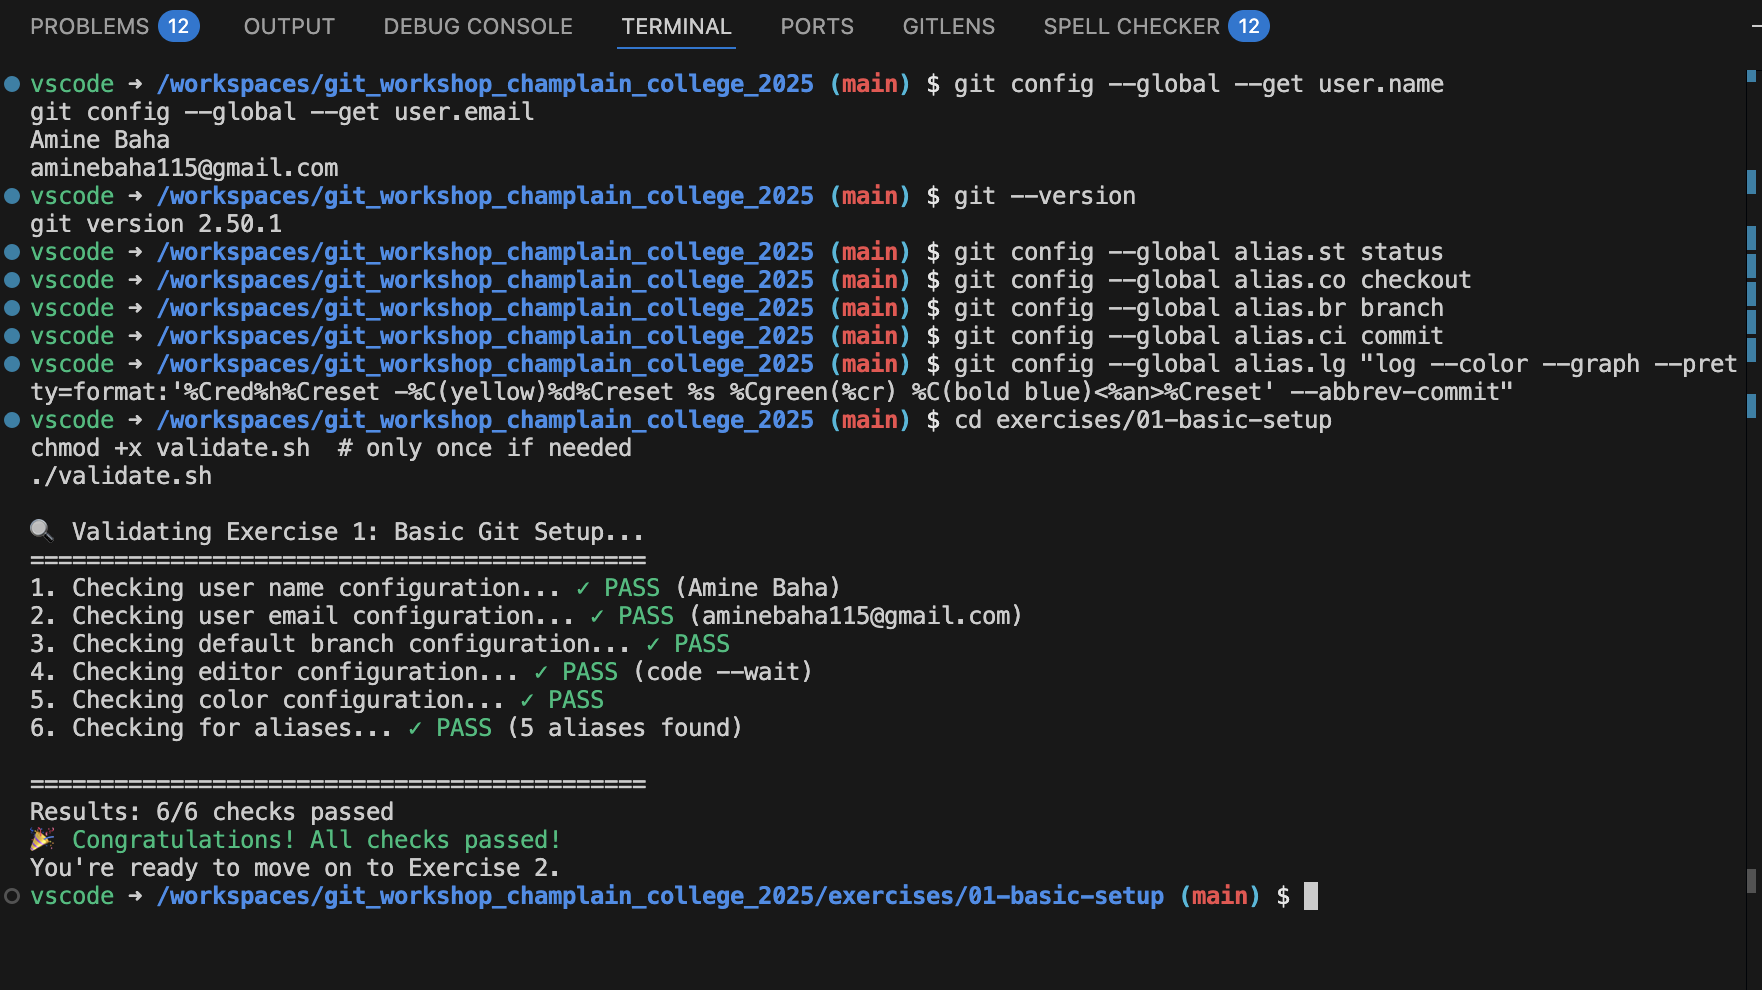 PROBLEMS 12 OUTPUT DEBUG CONSOLE TERMINAL PORTS GITLENS SPELL CHECKER 12
vscode ➜ /workspaces/git_workshop_champlain_college_2025 (main) $ git config --global --get user.name
git config --global --get user.email
Amine Baha
aminebaha115@gmail.com
vscode ➜ /workspaces/git_workshop_champlain_college_2025 (main) $ git --version
git version 2.50.1
vscode ➜ /workspaces/git_workshop_champlain_college_2025 (main) $ git config --global alias.st status
vscode ➜ /workspaces/git_workshop_champlain_college_2025 (main) $ git config --global alias.co checkout
vscode ➜ /workspaces/git_workshop_champlain_college_2025 (main) $ git config --global alias.br branch
vscode ➜ /workspaces/git_workshop_champlain_college_2025 (main) $ git config --global alias.ci commit
vscode ➜ /workspaces/git_workshop_champlain_college_2025 (main) $ git config --global alias.lg "log --color --graph --pret
ty=format:'%Cred%h%Creset -%C(yellow)%d%Creset %s %Cgreen(%cr) %C(bold blue)<%an>%Creset' --abbrev-commit"
vscode ➜ /workspaces/git_workshop_champlain_college_2025 (main) $ cd exercises/01-basic-setup
chmod +x validate.sh  # only once if needed
./validate.sh
🔍 Validating Exercise 1: Basic Git Setup...
============================================
1. Checking user name configuration... ✓ PASS (Amine Baha)
2. Checking user email configuration... ✓ PASS (aminebaha115@gmail.com)
3. Checking default branch configuration... ✓ PASS
4. Checking editor configuration... ✓ PASS (code --wait)
5. Checking color configuration... ✓ PASS
6. Checking for aliases... ✓ PASS (5 aliases found)
============================================
Results: 6/6 checks passed
🎉 Congratulations! All checks passed!
You're ready to move on to Exercise 2.
vscode ➜ /workspaces/git_workshop_champlain_college_2025/exercises/01-basic-setup (main) $